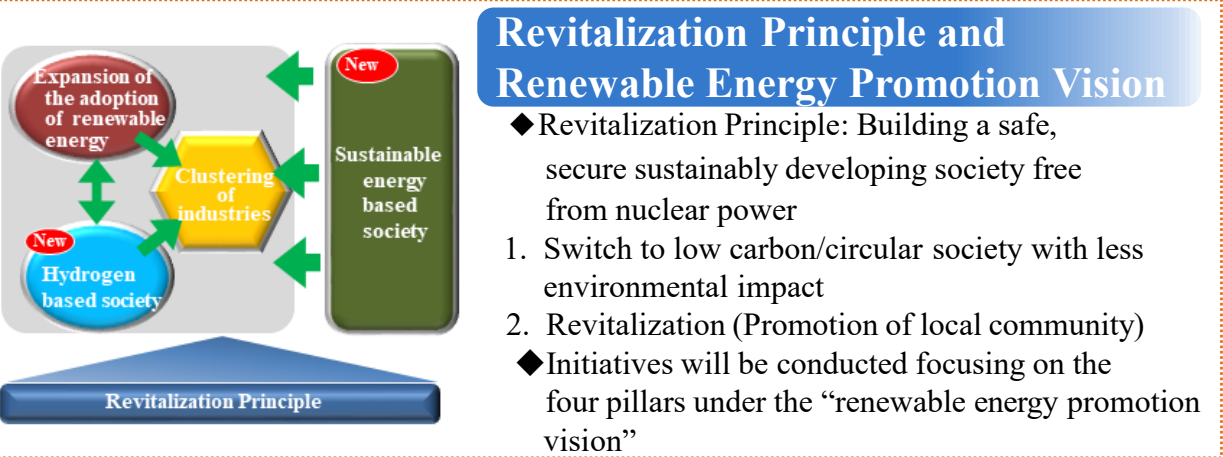 Expansion of
the adoption
of renewable
energy
Clustering
of
industries
New
Hydrogen
based society
New
Sustainable
energy
based
society
Revitalization Principle
Revitalization Principle and
Renewable Energy Promotion Vision
◆Revitalization Principle: Building a safe,
secure sustainably developing society free
from nuclear power
1. Switch to low carbon/circular society with less
environmental impact
2. Revitalization (Promotion of local community)
◆Initiatives will be conducted focusing on the
four pillars under the “renewable energy promotion
vision”